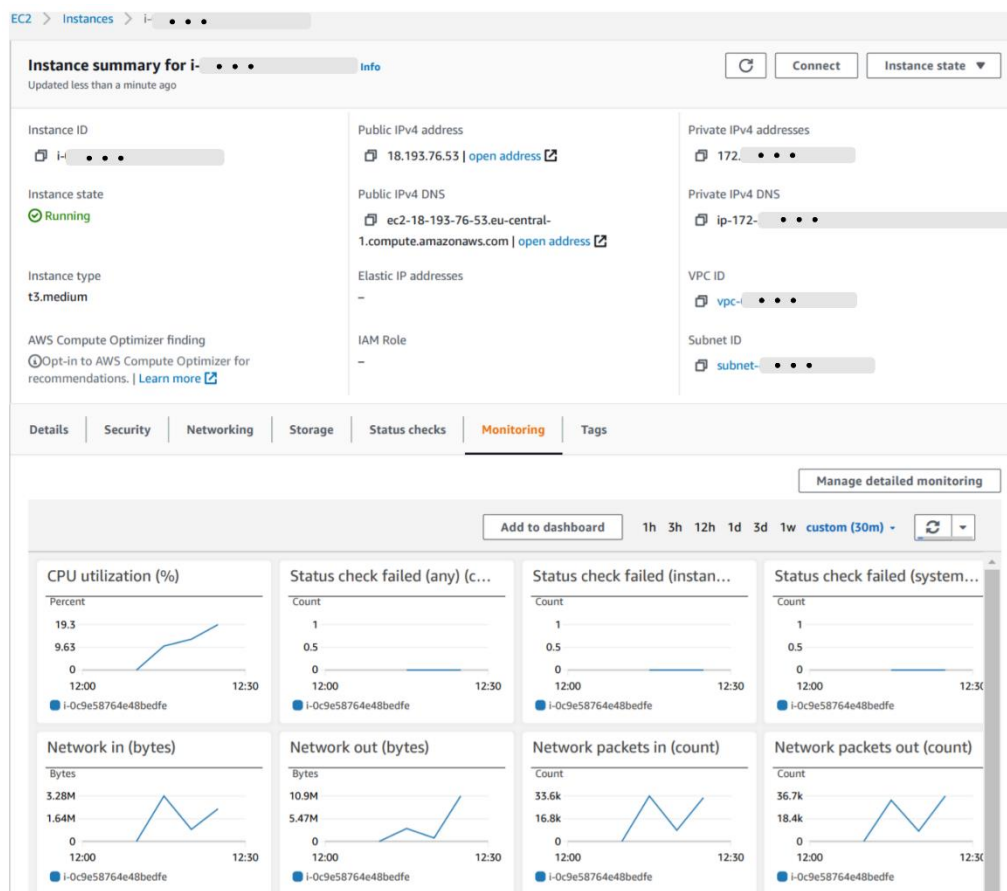 EC2 > Instances > i-
Instance summary for i- Info
Updated less than a minute ago
Connect
Instance state
Instance ID
i-
Public IPv4 address
18.193.76.53 | open address
Private IPv4 addresses
172.
Instance state
Running
Public IPv4 DNS
ec2-18-193-76-53.eu-central-
1.compute.amazonaws.com | open address
Private IPv4 DNS
ip-172-
Instance type
t3.medium
Elastic IP addresses
–
VPC ID
vpc-
AWS Compute Optimizer finding
Opt-in to AWS Compute Optimizer for
recommendations. | Learn more
IAM Role
–
Subnet ID
subnet-
Details Security Networking Storage Status checks Monitoring Tags
Manage detailed monitoring
Add to dashboard 1h 3h 12h 1d 3d 1w custom (30m)
CPU utilization (%)
Percent
19.3
9.63
0
12:00 12:30
i-0c9e58764e48bedfe
Status check failed (any) (c...
Count
1
0.5
0
12:00 12:30
i-0c9e58764e48bedfe
Status check failed (instan...
Count
1
0.5
0
12:00 12:30
i-0c9e58764e48bedfe
Status check failed (system...
Count
1
0.5
0
12:00 12:30
i-0c9e58764e48bedfe
Network in (bytes)
Bytes
3.28M
1.64M
0
12:00 12:30
i-0c9e58764e48bedfe
Network out (bytes)
Bytes
10.9M
5.47M
0
12:00 12:30
i-0c9e58764e48bedfe
Network packets in (count)
Count
33.6k
16.8k
0
12:00 12:30
i-0c9e58764e48bedfe
Network packets out (count)
Count
36.7k
18.4k
0
12:00 12:30
i-0c9e58764e48bedfe